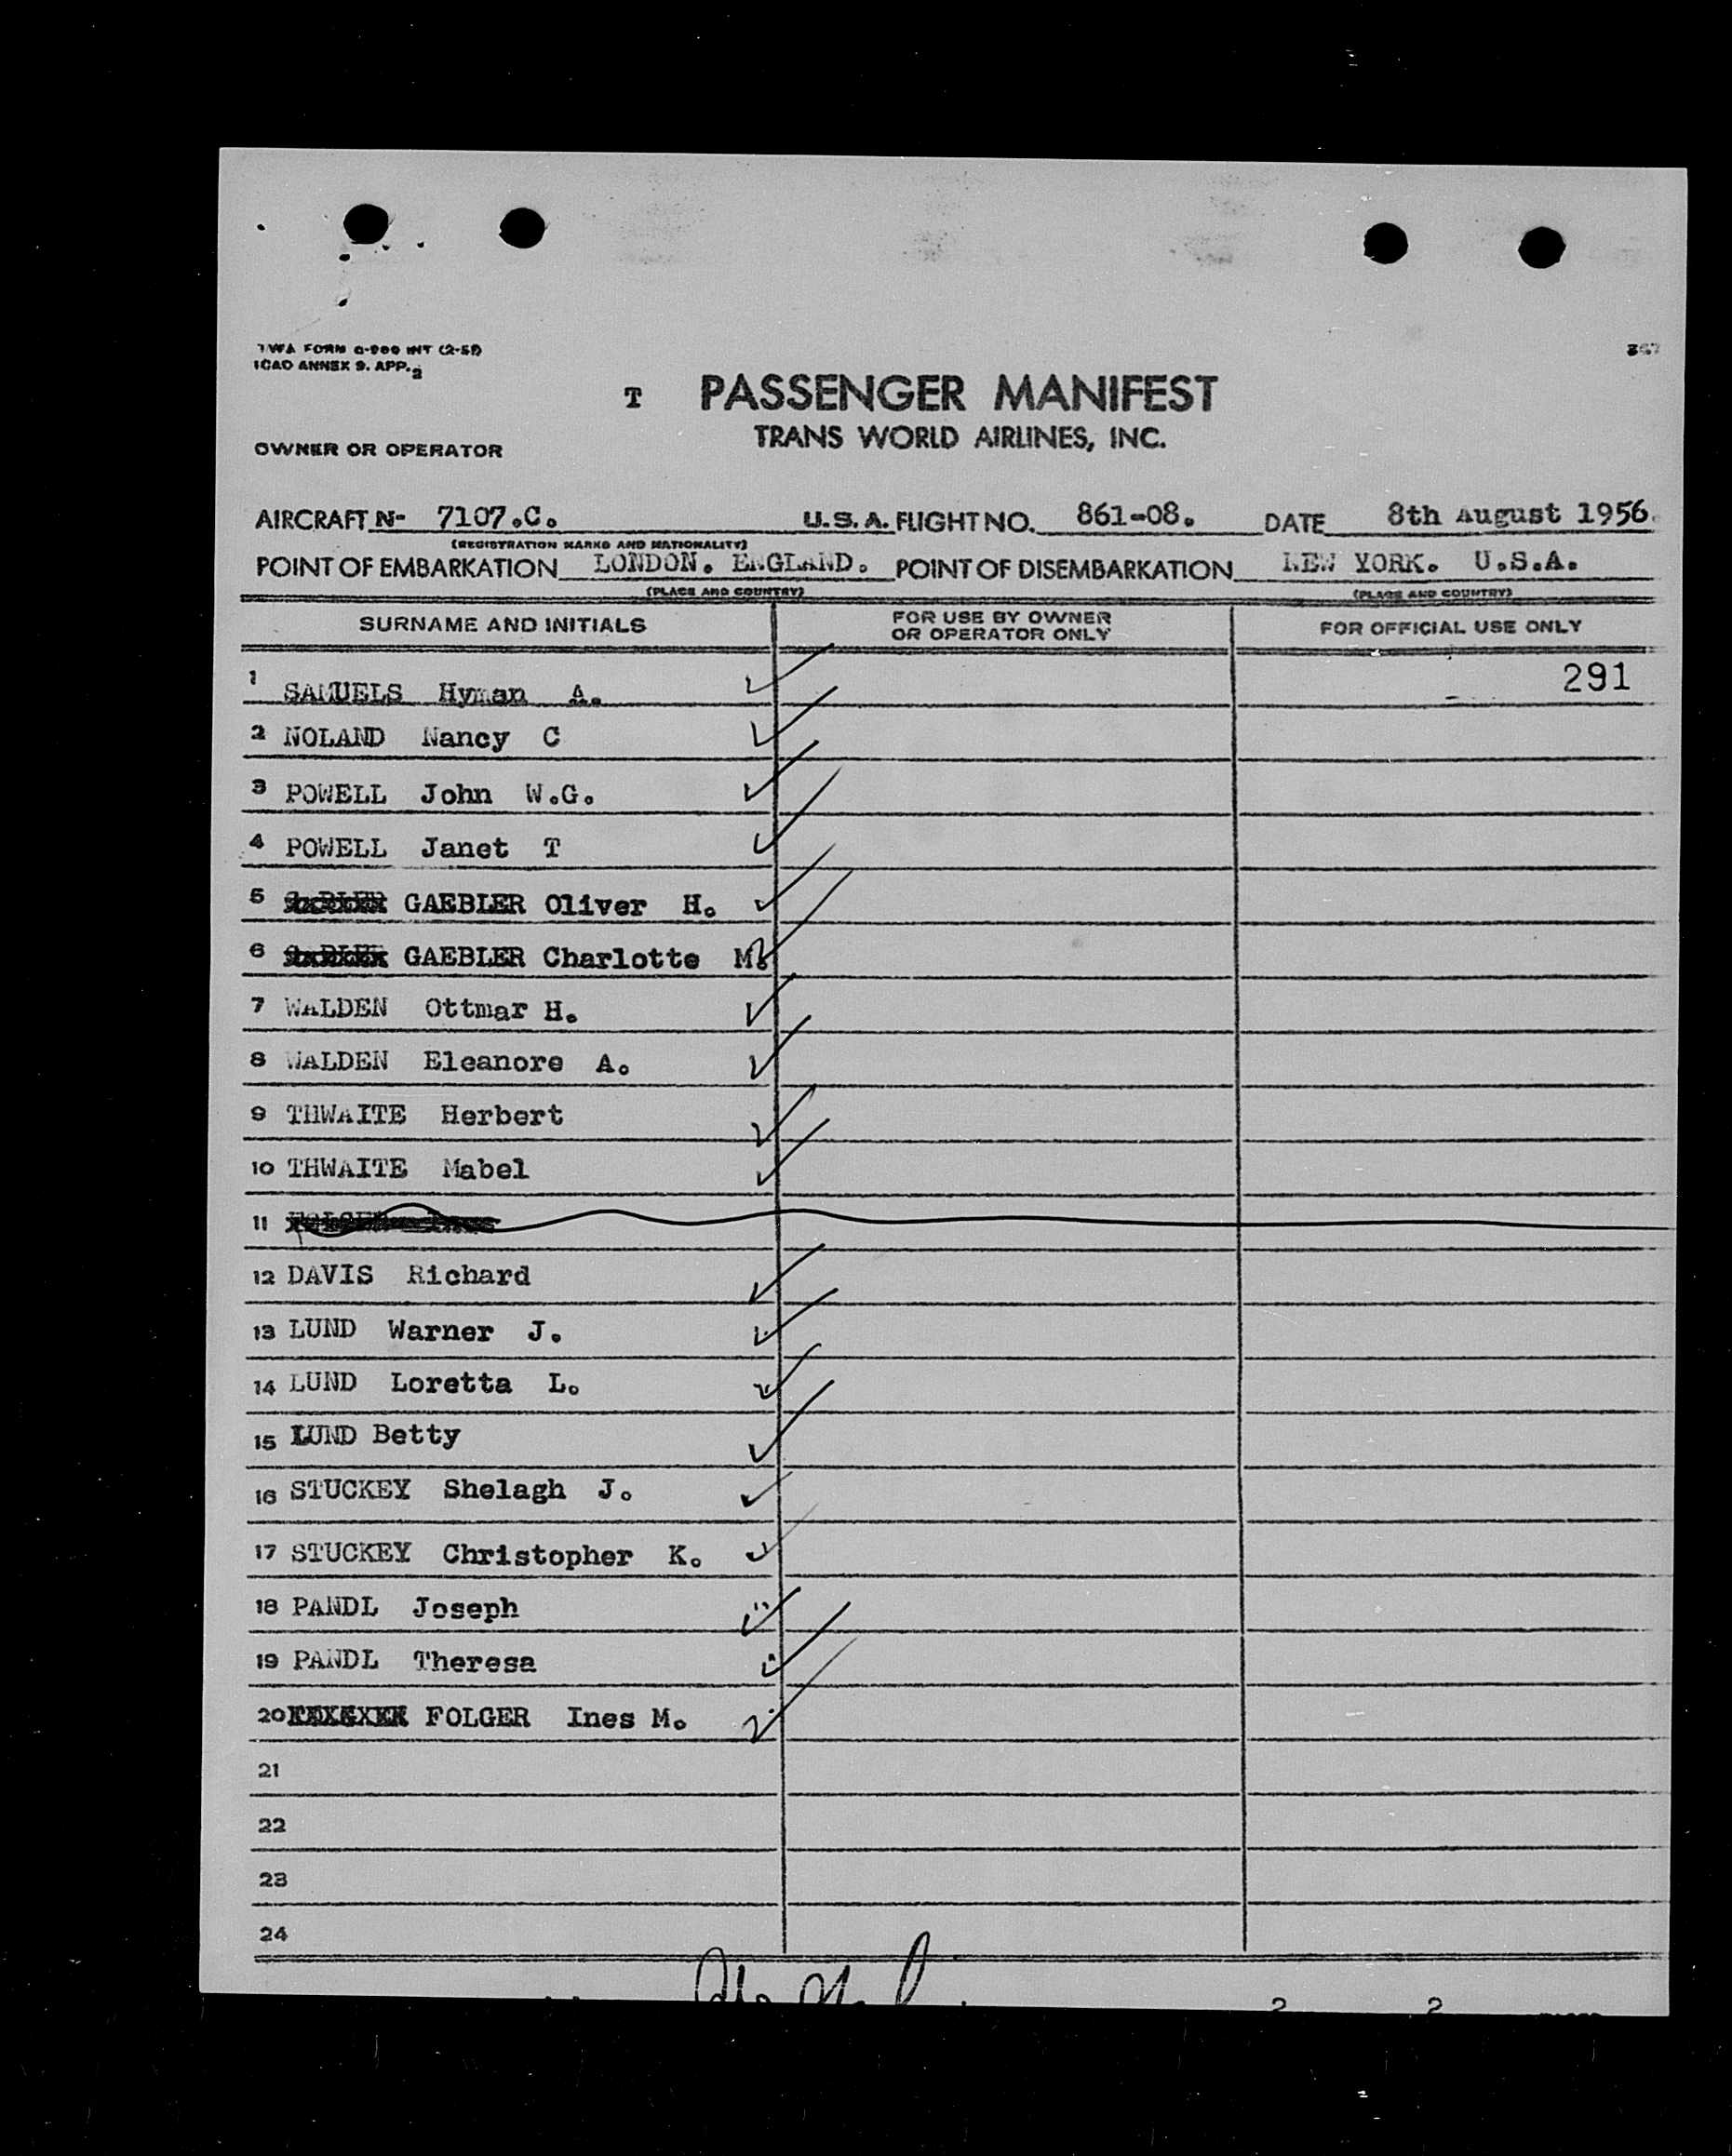 TWA FORM
ICAO ANNEX 9. APP. 2
T PASSENGER MANIFEST
TRANS WORLD AIRLINES, INC.
OWNER OR OPERATOR
AIRCRAFT N- 7107.C. U.S.A. FLIGHT NO. 861-08. DATE 8th August 1956.
(REGISTRATION MARKS AND NATIONALITY)
POINT OF EMBARKATION LONDON. ENGLAND. POINT OF DISEMBARKATION NEW YORK. U.S.A.
(PLACE AND COUNTRY) (PLACE AND COUNTRY)
SURNAME AND INITIALS FOR USE BY OWNER OR OPERATOR ONLY FOR OFFICIAL USE ONLY
1 SAMUELS Hyman A. 291
2 NOLAND Nancy C
3 POWELL John W.G.
4 POWELL Janet T
5 GAEBLER Oliver H.
6 GAEBLER Charlotte M.
7 WALDEN Ottmar H.
8 WALDEN Eleanore A.
9 THWAITE Herbert
10 THWAITE Mabel
11
12 DAVIS Richard
13 LUND Warner J.
14 LUND Loretta L.
15 LUND Betty
16 STUCKEY Shelagh J.
17 STUCKEY Christopher K.
18 PANDL Joseph
19 PANDL Theresa
20 FOLGER Ines M.
21
22
23
24